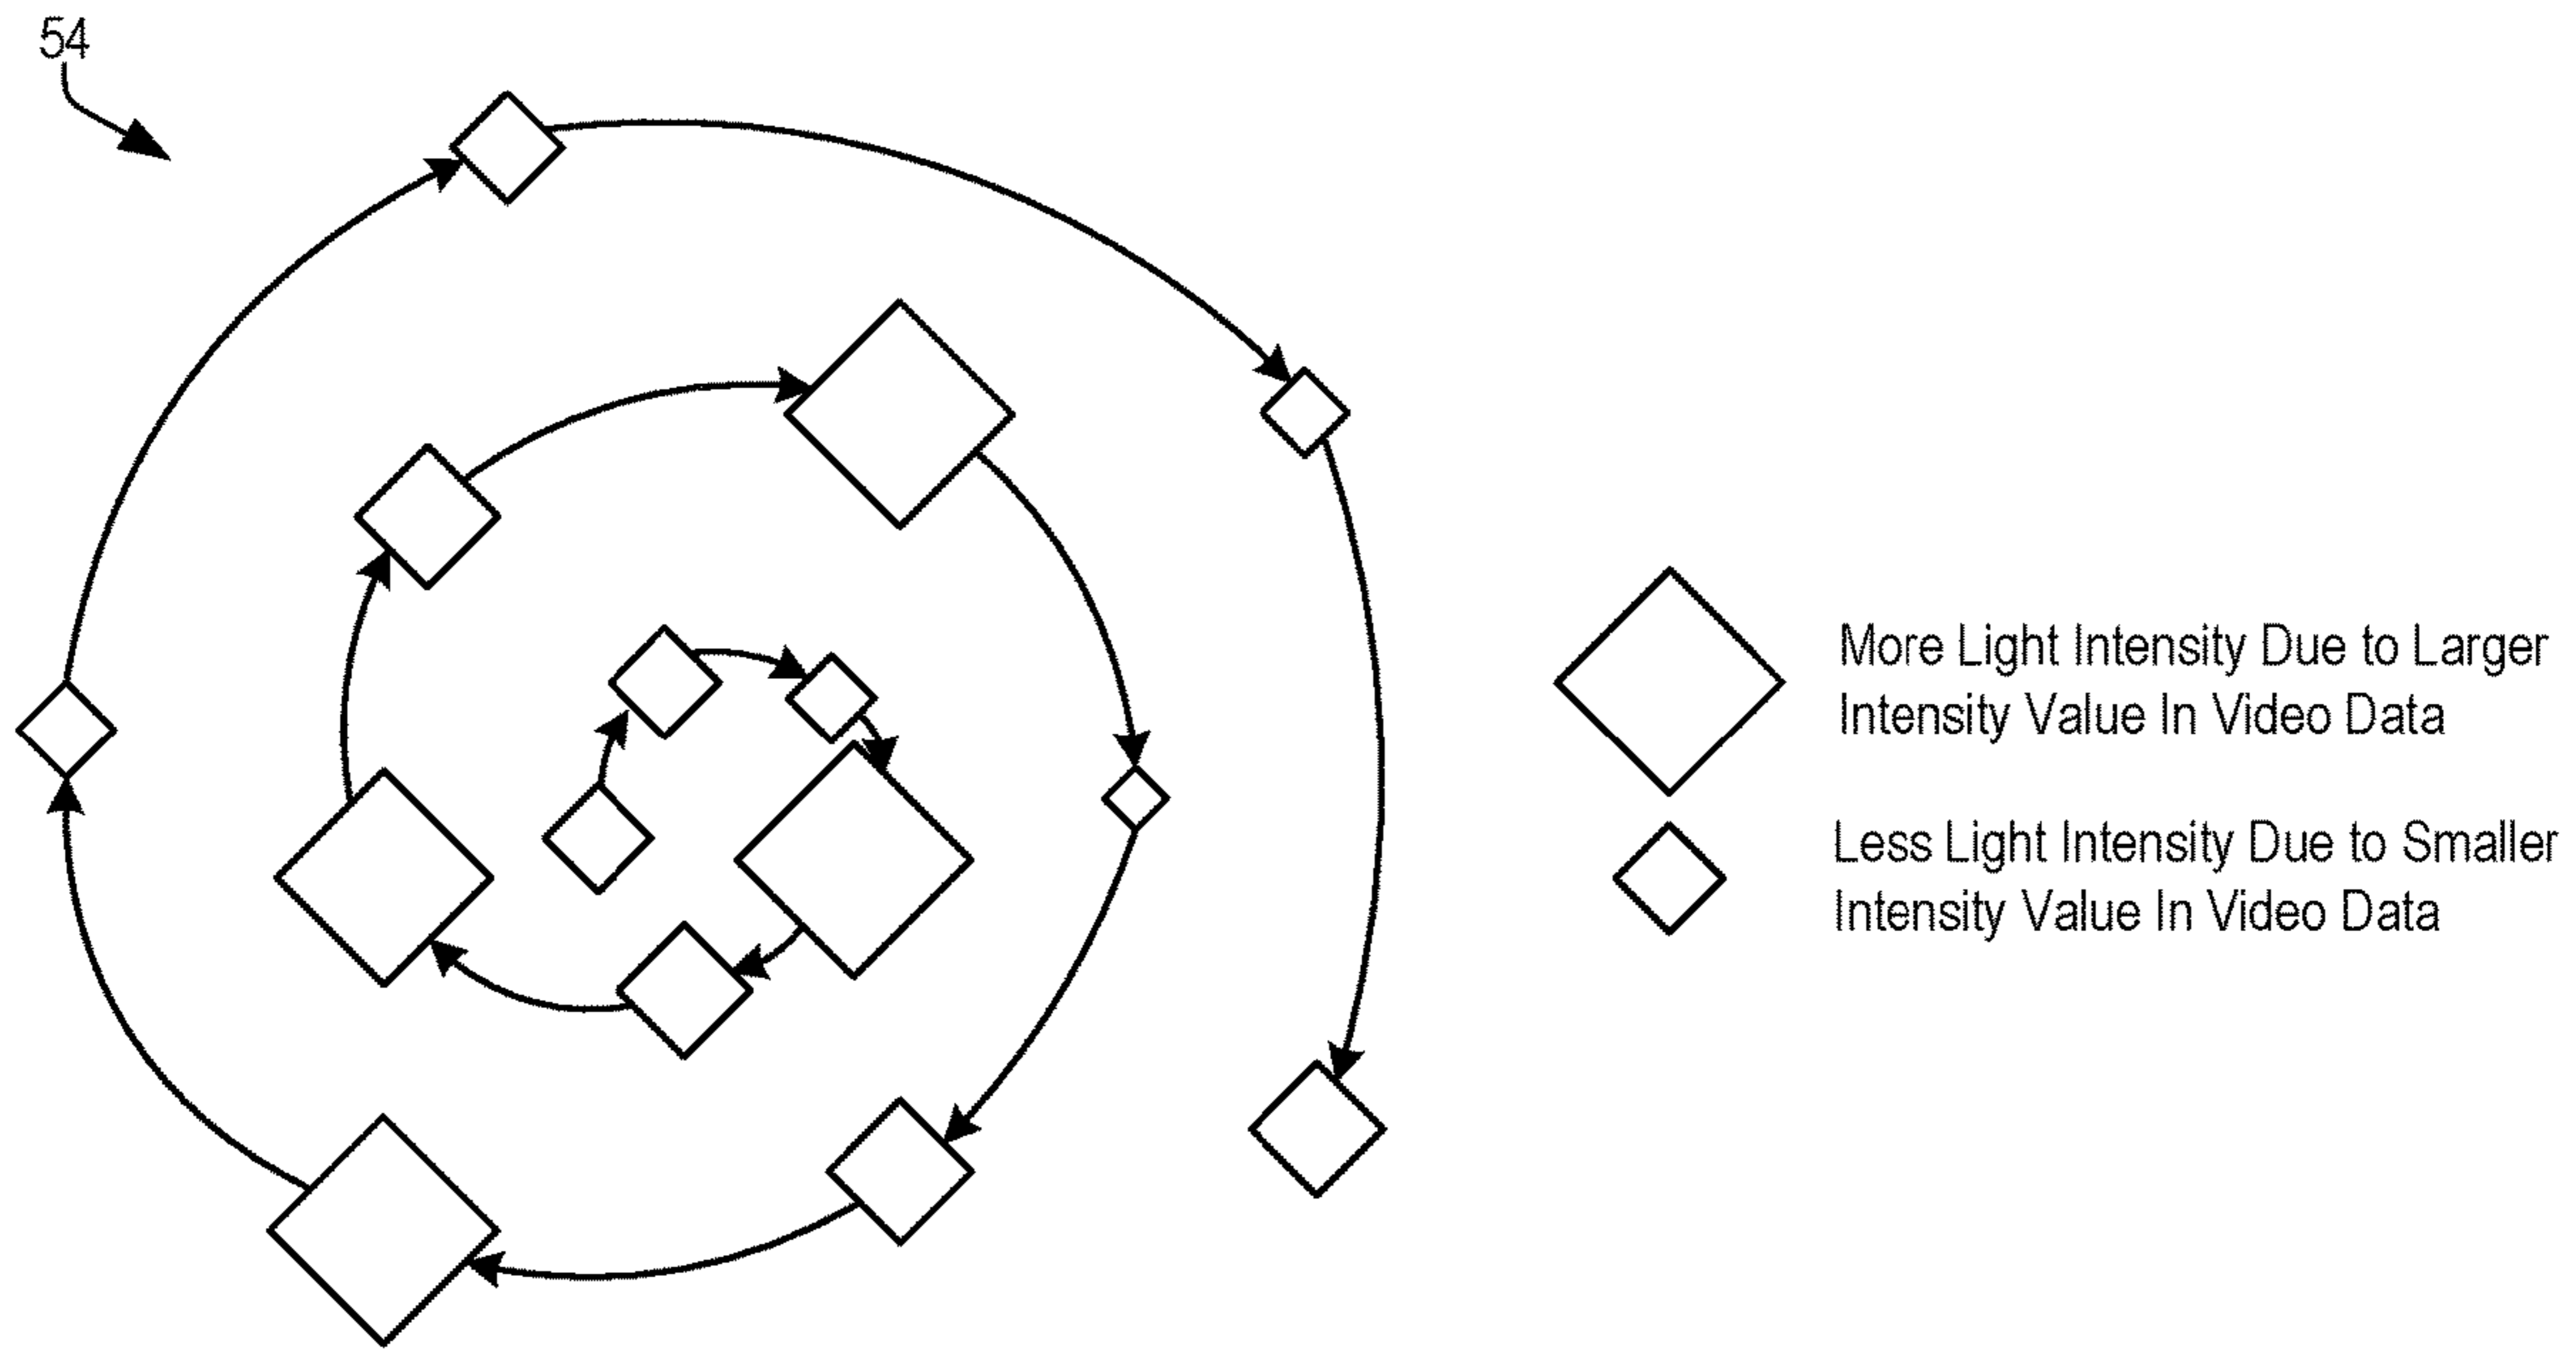 54
More Light Intensity Due to Larger
Intensity Value In Video Data
Less Light Intensity Due to Smaller
Intensity Value In Video Data